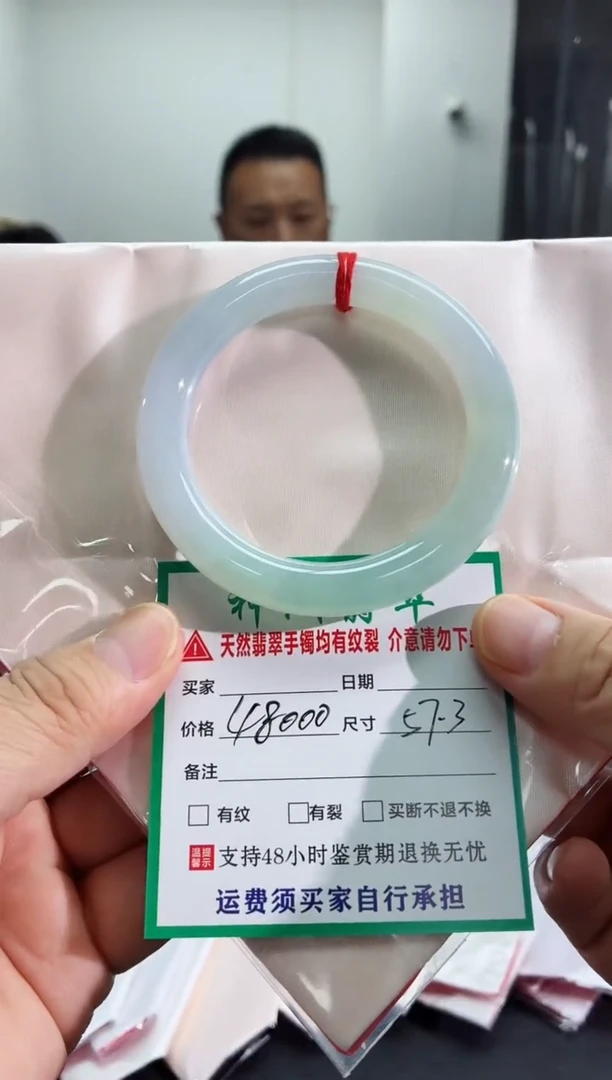 天然翡翠手镯均有纹裂 介意请勿下
买家 日期
价格 48000 尺寸 57.3
备注
有纹 有裂 买断不退不换
温馨提示 支持48小时鉴赏期退换无忧
运费须买家自行承担